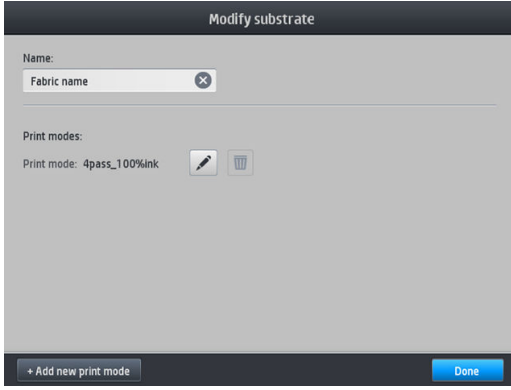 Modify substrate
Name:
Fabric name
Print modes:
Print mode: 4pass_100%ink
+ Add new print mode
Done